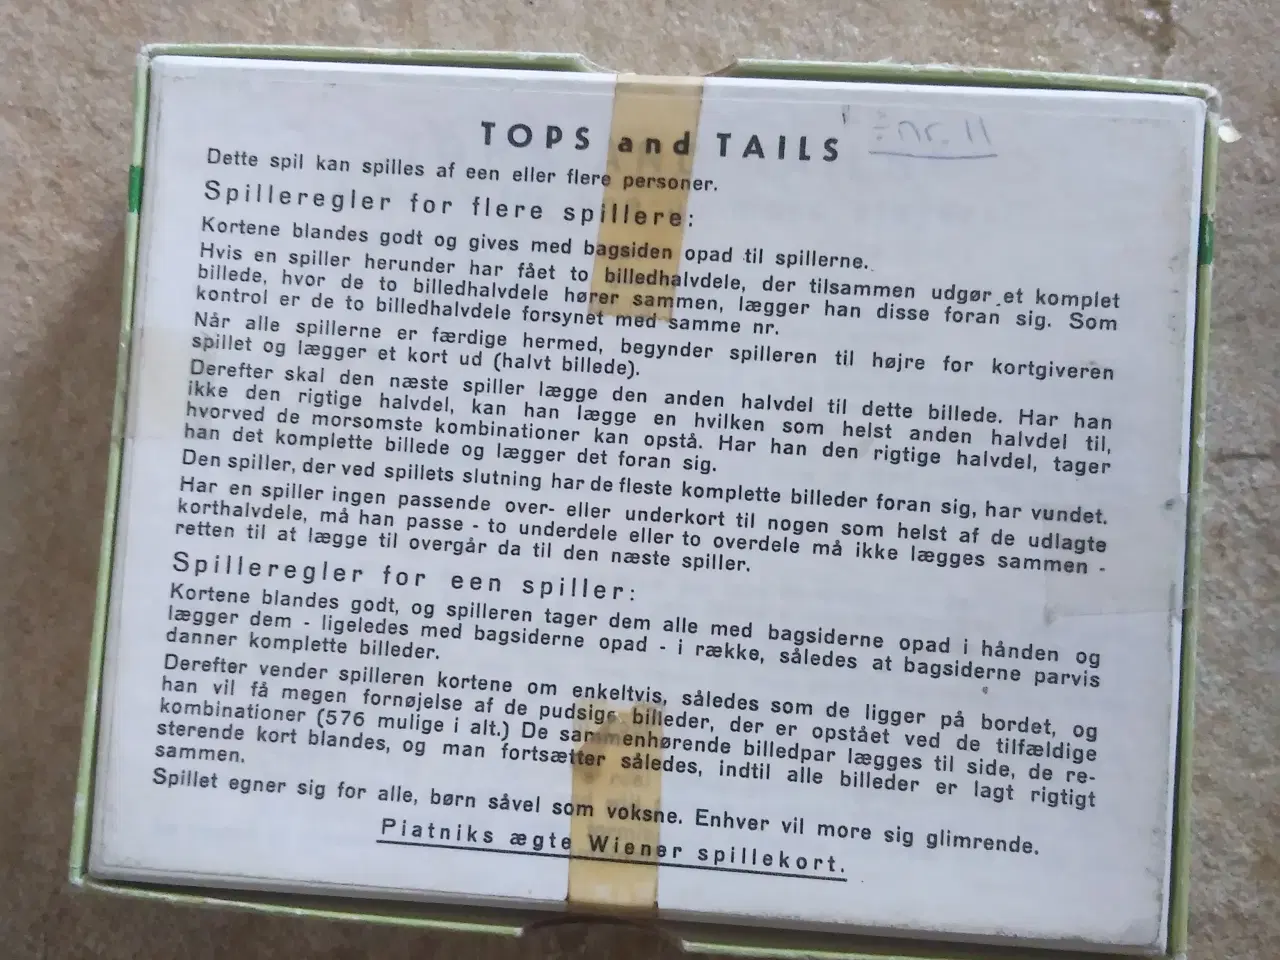 TOPS and TAILS
÷ nr. 11
Dette spil kan spilles af een eller flere personer.
Spilleregler for flere spillere:
Kortene blandes godt og gives med bagsiden opad til spillerne.
Hvis en spiller herunder har fået to billedhalvdele, der tilsammen udgør et komplet
billede, hvor de to billedhalvdele hører sammen, lægger han disse foran sig. Som
kontrol er de to billedhalvdele forsynet med samme nr.
Når alle spillerne er færdige hermed, begynder spilleren til højre for kortgiveren
spillet og lægger et kort ud (halvt billede).
Derefter skal den næste spiller lægge den anden halvdel til dette billede. Har han
ikke den rigtige halvdel, kan han lægge en hvilken som helst anden halvdel til,
hvorved de morsomste kombinationer kan opstå. Har han den rigtige halvdel, tager
han det komplette billede og lægger det foran sig.
Den spiller, der ved spillets slutning har de fleste komplette billeder foran sig, har vundet.
Har en spiller ingen passende over- eller underkort til nogen som helst af de udlagte
korthalvdele, må han passe - to underdele eller to overdele må ikke lægges sammen -
retten til at lægge til overgår da til den næste spiller.
Spilleregler for een spiller:
Kortene blandes godt, og spilleren tager dem alle med bagsiderne opad i hånden og
lægger dem - ligeledes med bagsiderne opad - i række, således at bagsiderne parvis
danner komplette billeder.
Derefter vender spilleren kortene om enkeltvis, således som de ligger på bordet, og
han vil få megen fornøjelse af de pudsige billeder, der er opstået ved de tilfældige
kombinationer (576 mulige i alt.) De sammenhørende billedpar lægges til side, de re-
sterende kort blandes, og man fortsætter således, indtil alle billeder er lagt rigtigt
sammen.
Spillet egner sig for alle, børn såvel som voksne. Enhver vil more sig glimrende.
Piatniks ægte Wiener spillekort.